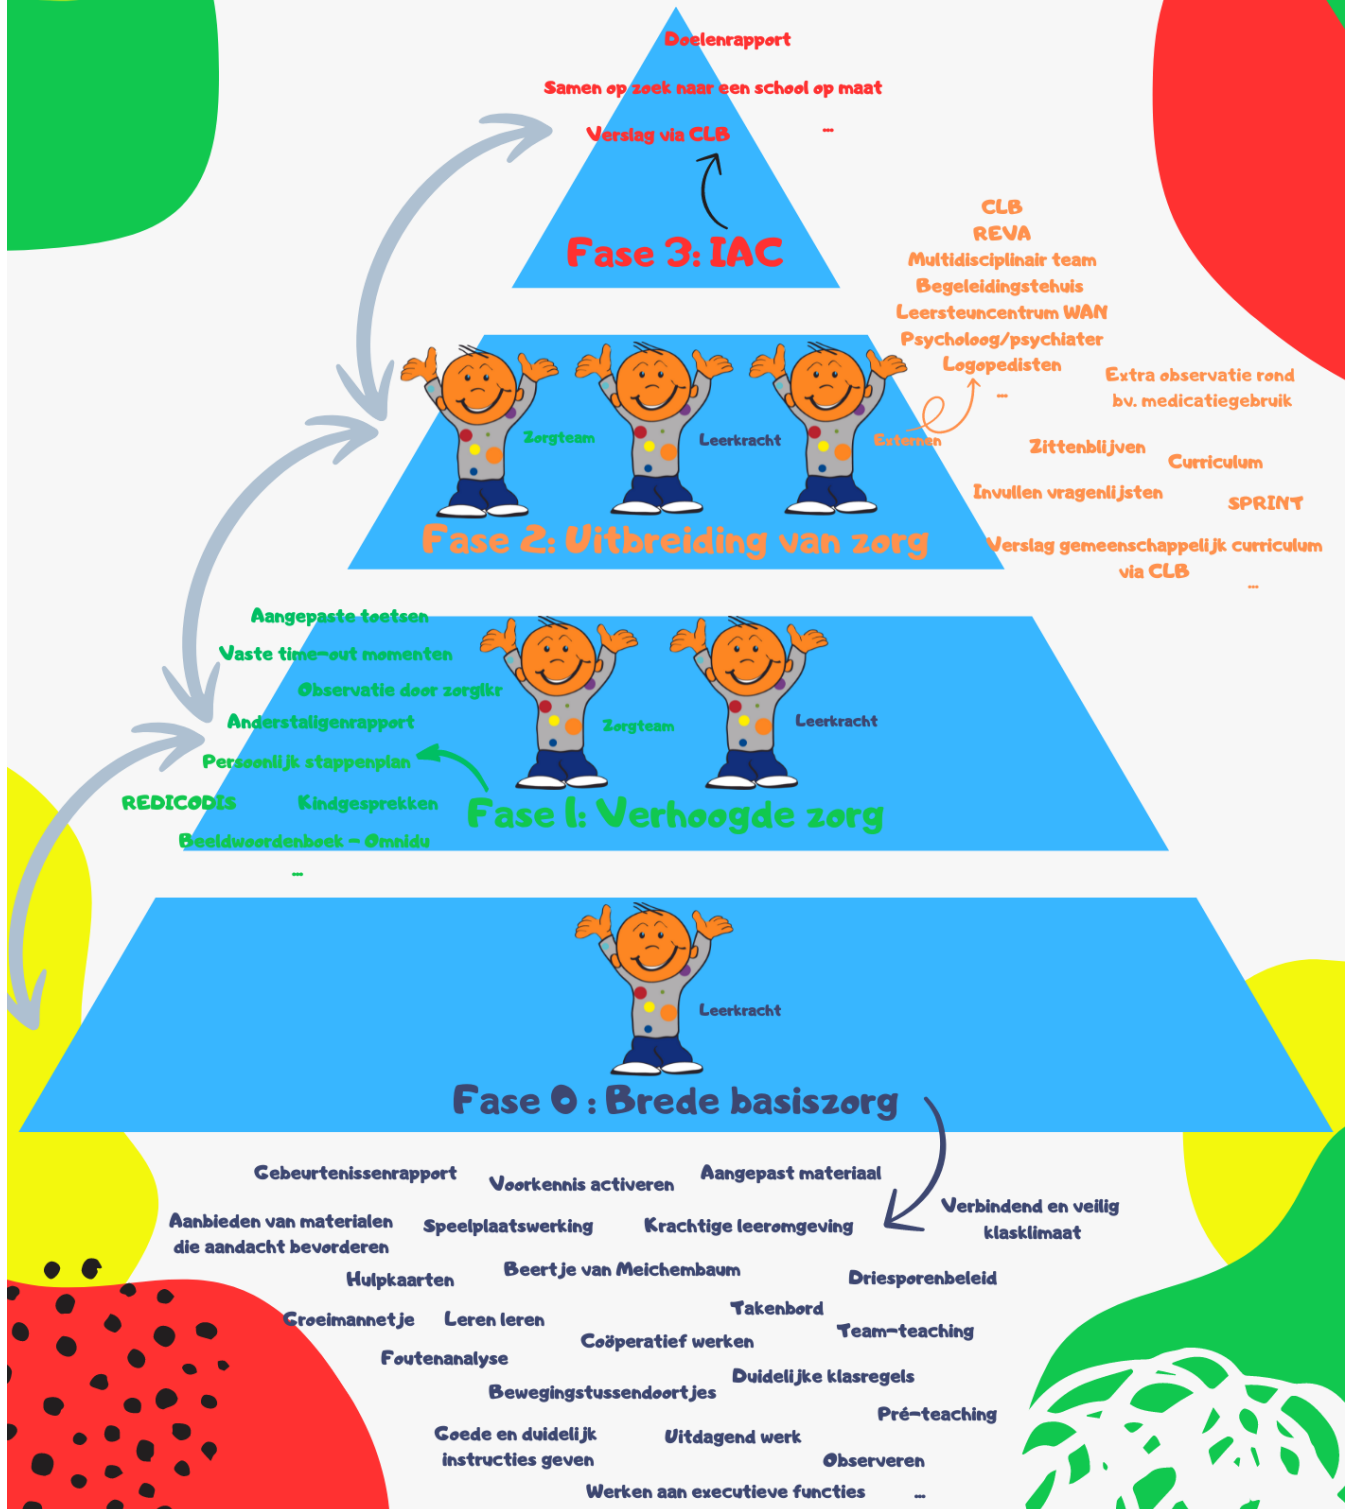 Doelenrapport
Samen op zoek naar een school op maat
Verslag via CLB
...
Fase 3: IAC
CLB
REVA
Multidisciplinair team
Begeleidingstehuis
Leersteuncentrum WAN
Psycholoog/psychiater
Logopedisten
...
Extra observatie rond
bv. medicatiegebruik
Zorgteam
Leerkracht
Externen
Zittenblijven
Curriculum
Invullen vragenlijsten
SPRINT
Fase 2: Uitbreiding van zorg
Verslag gemeenschappelijk curriculum
via CLB
...
Aangepaste toetsen
Vaste time-out momenten
Observatie door zorglkr
Anderstaligenrapport
Zorgteam
Leerkracht
Persoonlijk stappenplan
REDICODIS
Kindgesprekken
Fase 1: Verhoogde zorg
Beeldwoordenboek - Omnidu
...
Leerkracht
Fase 0 : Brede basiszorg
Gebeurtenissenrapport
Voorkennis activeren
Aangepast materiaal
Verbindend en veilig
klasklimaat
Aanbieden van materialen
die aandacht bevorderen
Speelplaatswerking
Krachtige leeromgeving
Hulpkaarten
Beertje van Meichembaum
Driesporenbeleid
Groeimannetje
Leren leren
Takenbord
Team-teaching
Coöperatief werken
Foutenanalyse
Duidelijke klasregels
Bewegingstussendoortjes
Pré-teaching
Goede en duidelijk
instructies geven
Uitdagend werk
Observeren
Werken aan executieve functies
...